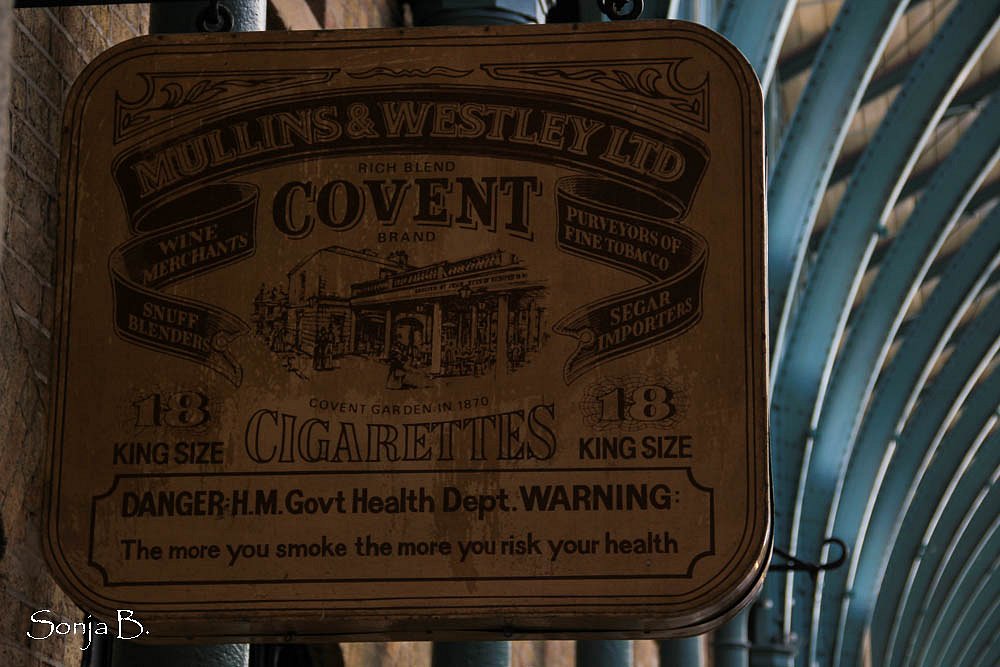 MULLINS & WESTLEY LTD
RICH BLEND
COVENT
BRAND
WINE
MERCHANTS
SNUFF
BLENDERS
PURVEYORS OF
FINE TOBACCO
SEGAR
IMPORTERS
COVENT GARDEN·IN 1870
CIGARETTES
18
KING SIZE
18
KING SIZE
DANGER: H.M. Govt Health Dept. WARNING:
The more you smoke the more you risk your health
Sonja B.